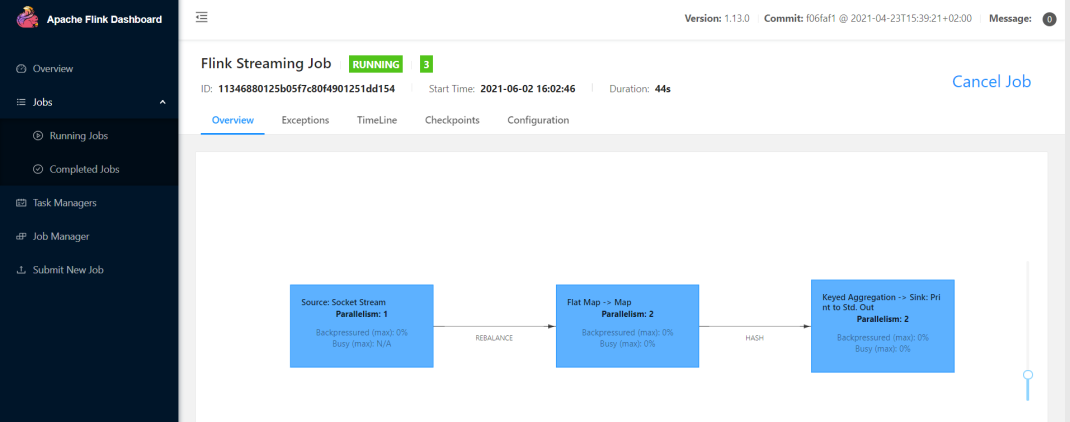 Apache Flink Dashboard
Version: 1.13.0 Commit: f06faf1 @ 2021-04-23T15:39:21+02:00 Message: 0
Overview
Jobs
Running Jobs
Completed Jobs
Task Managers
Job Manager
Submit New Job
Flink Streaming Job RUNNING 3
ID: 11346880125b05f7c80f4901251dd154 Start Time: 2021-06-02 16:02:46 Duration: 44s
Cancel Job
Overview Exceptions TimeLine Checkpoints Configuration
Source: Socket Stream
Parallelism: 1
Backpressured (max): 0%
Busy (max): N/A
REBALANCE
Flat Map -> Map
Parallelism: 2
Backpressured (max): 0%
Busy (max): 0%
HASH
Keyed Aggregation -> Sink: Pri
nt to Std. Out
Parallelism: 2
Backpressured (max): 0%
Busy (max): 0%